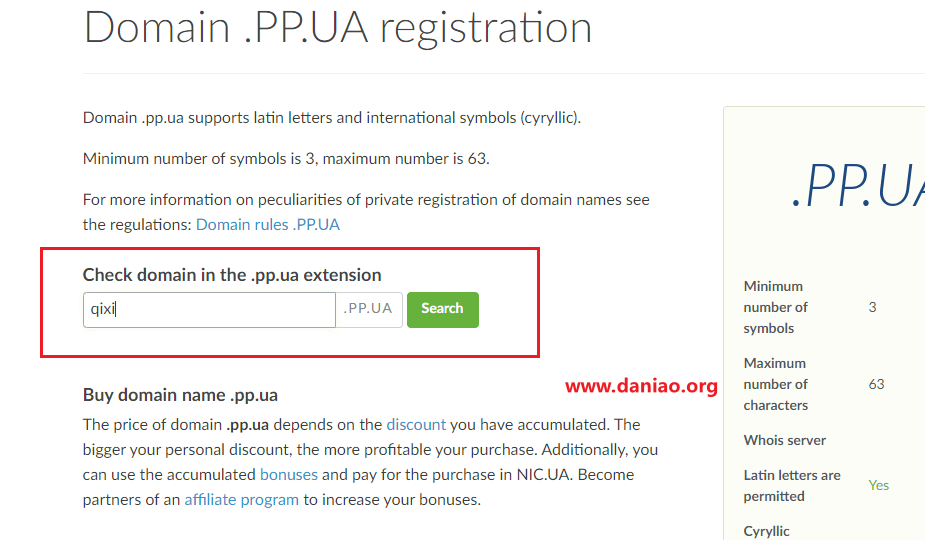 Domain .PP.UA registration
Domain .pp.ua supports latin letters and international symbols (cyryllic).
Minimum number of symbols is 3, maximum number is 63.
For more information on peculiarities of private registration of domain names see
the regulations: Domain rules .PP.UA
Check domain in the .pp.ua extension
qixi .PP.UA Search
www.daniao.org
Buy domain name .pp.ua
The price of domain .pp.ua depends on the discount you have accumulated. The
bigger your personal discount, the more profitable your purchase. Additionally, you
can use the accumulated bonuses and pay for the purchase in NIC.UA. Become
partners of an affiliate program to increase your bonuses.
.PP.UA
Minimum
number of 3
symbols
Maximum
number of 63
characters
Whois server
Latin letters are
permitted Yes
Cyryllic